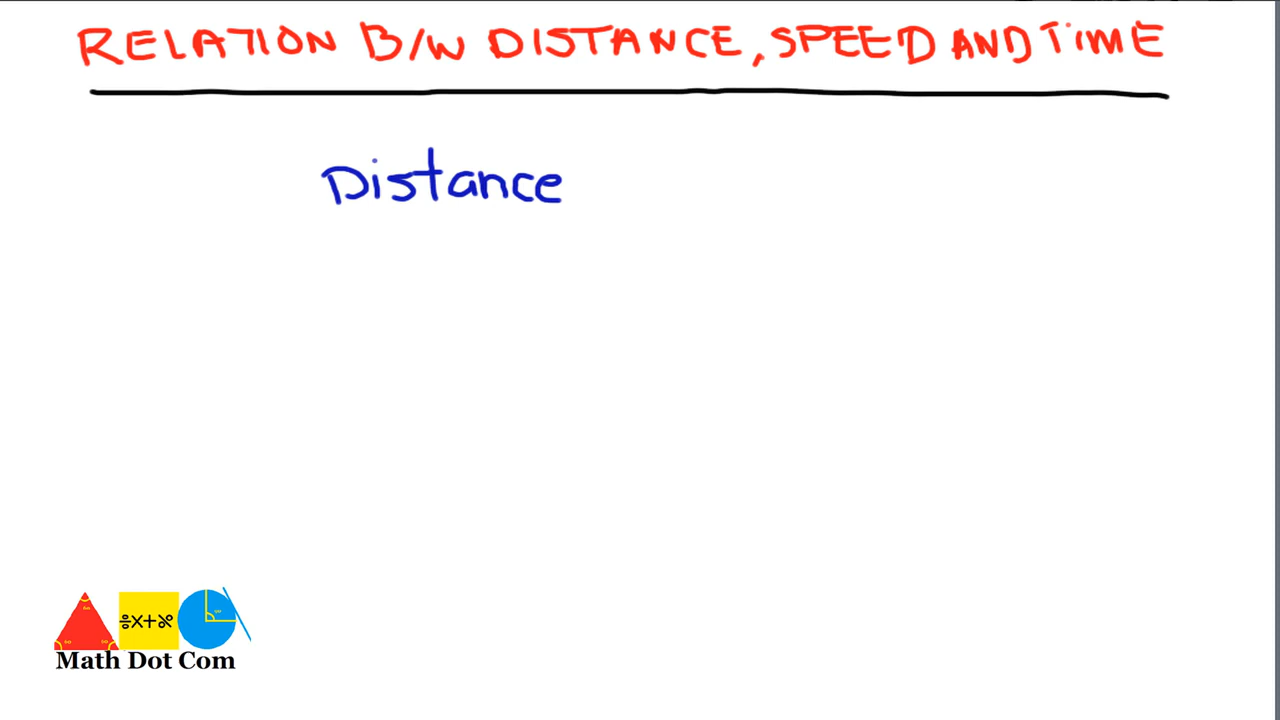 RELATION B/W DISTANCE, SPEED AND TIME
Distance
÷×+%
Math Dot Com